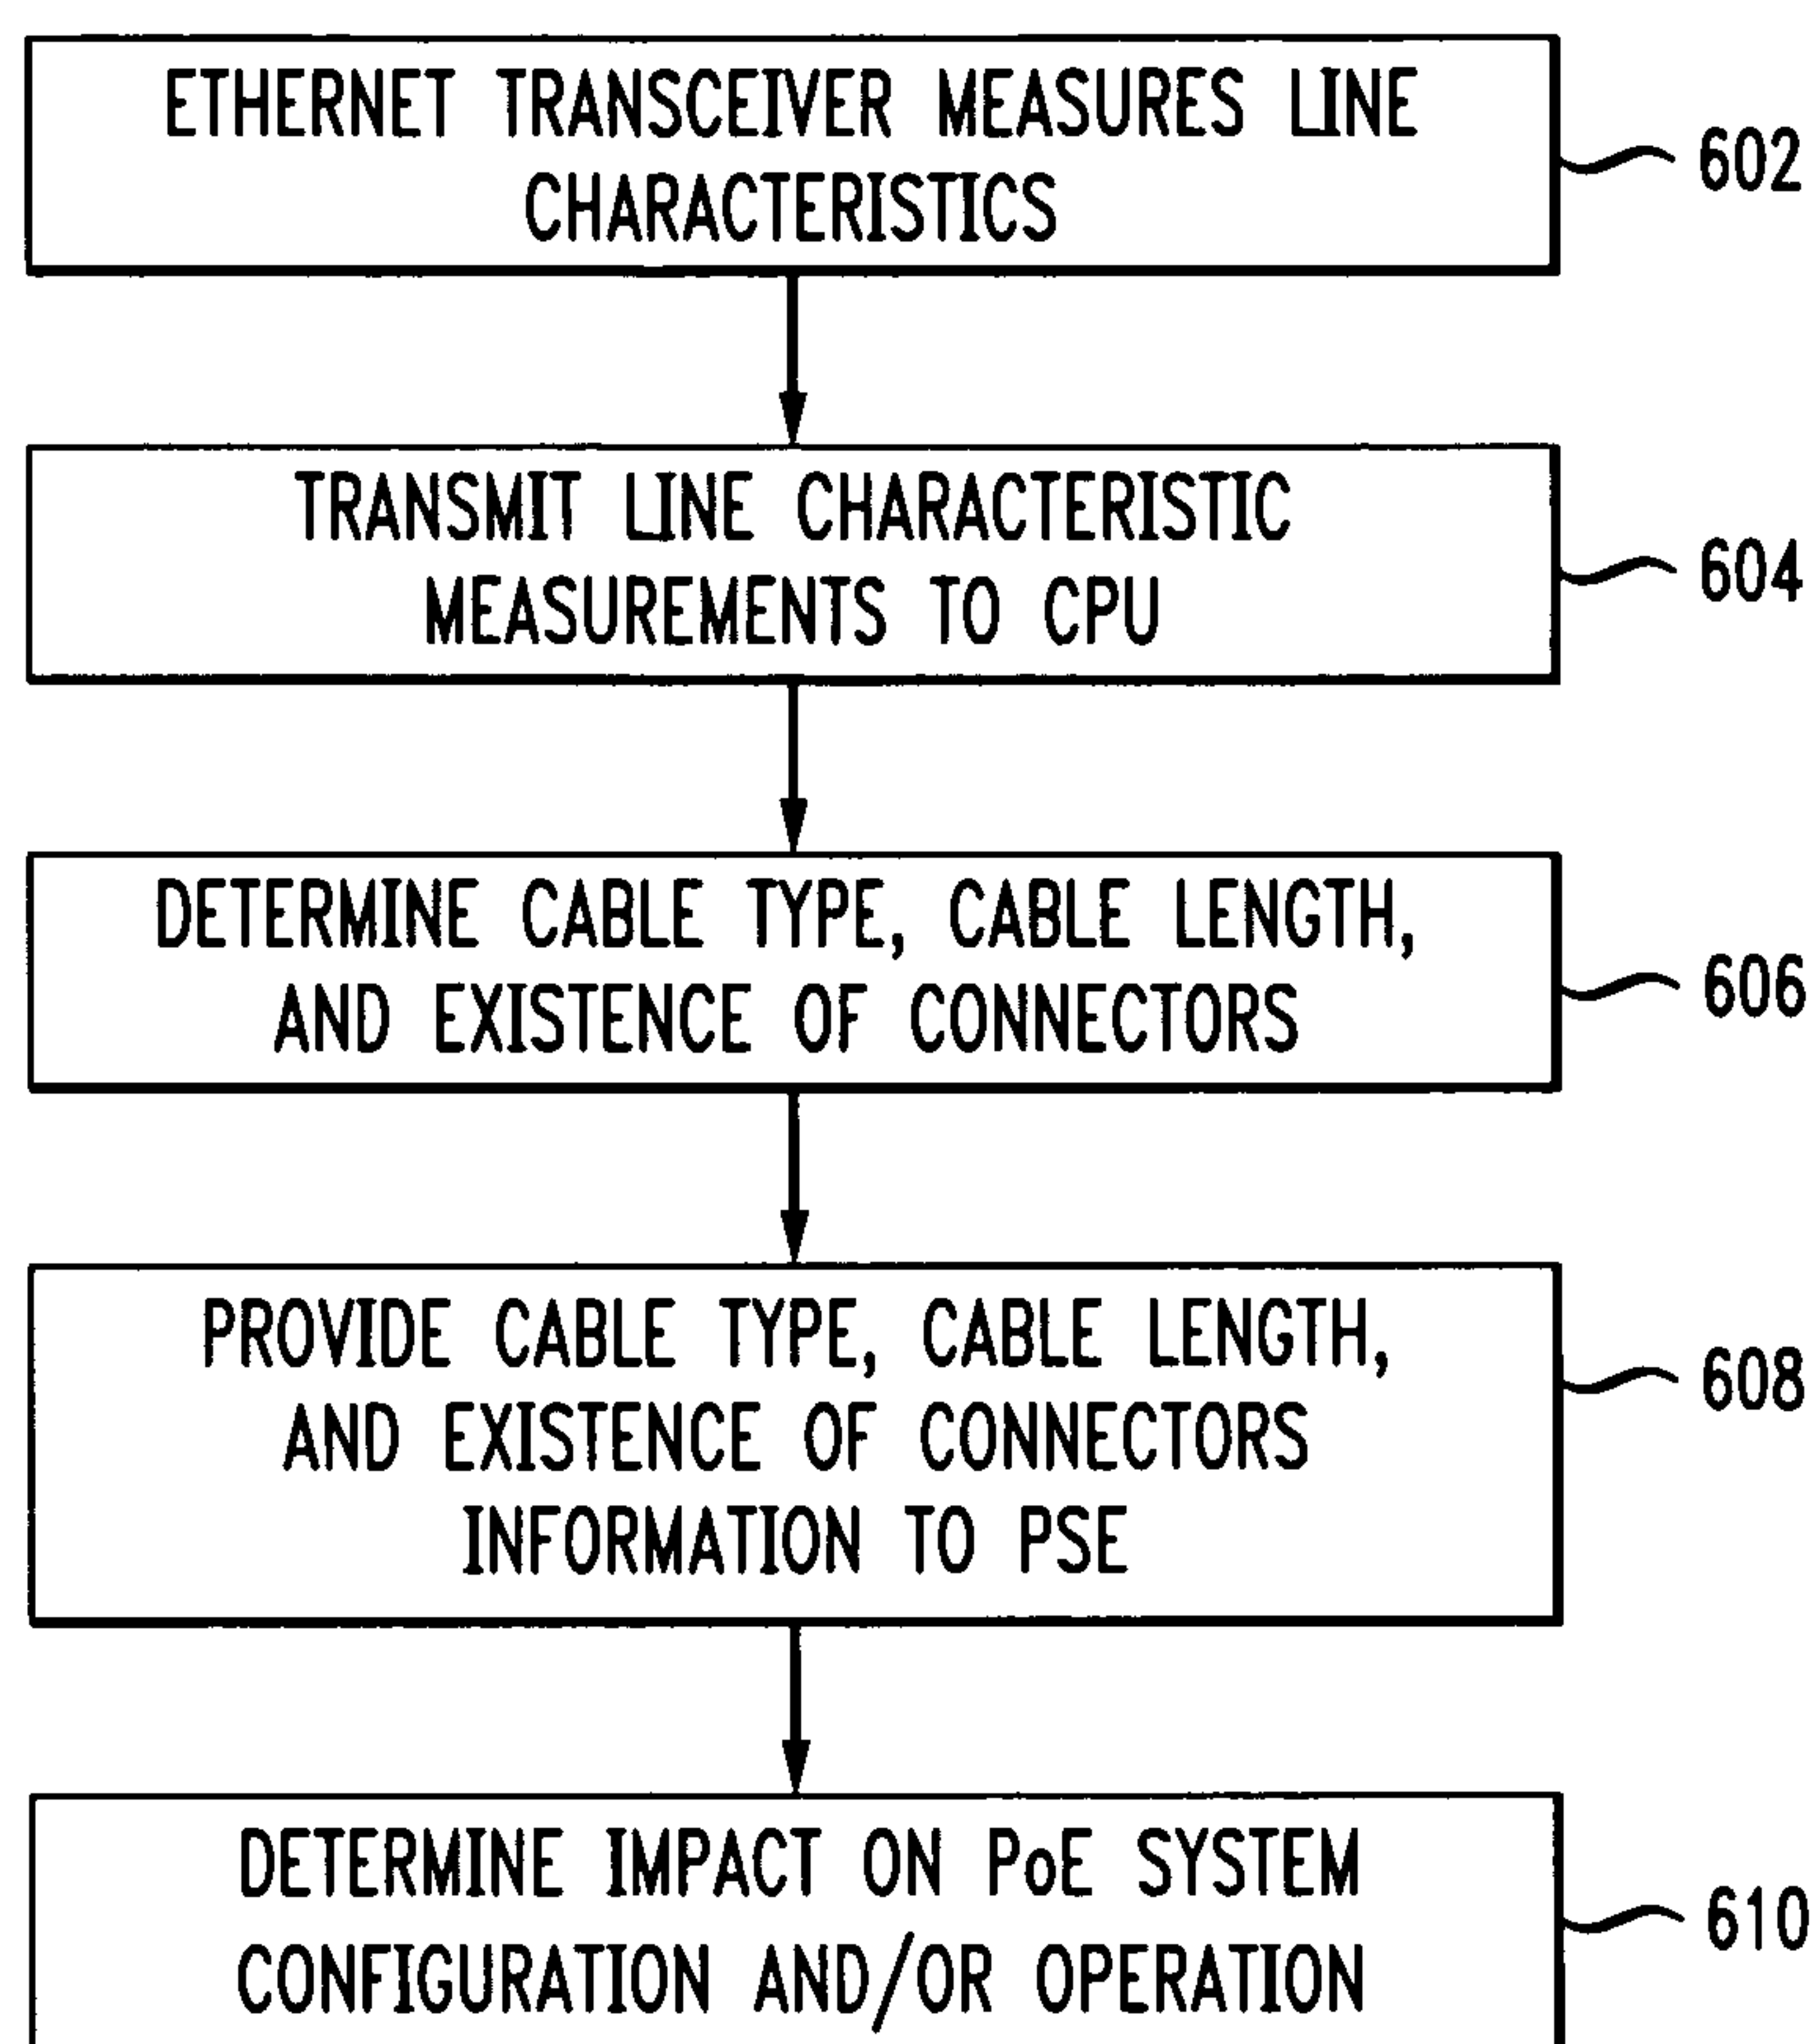 ETHERNET TRANSCEIVER MEASURES LINE
CHARACTERISTICS
602
TRANSMIT LINE CHARACTERISTIC
MEASUREMENTS TO CPU
604
DETERMINE CABLE TYPE, CABLE LENGTH,
AND EXISTENCE OF CONNECTORS
606
PROVIDE CABLE TYPE, CABLE LENGTH,
AND EXISTENCE OF CONNECTORS
INFORMATION TO PSE
608
DETERMINE IMPACT ON PoE SYSTEM
CONFIGURATION AND/OR OPERATION
610